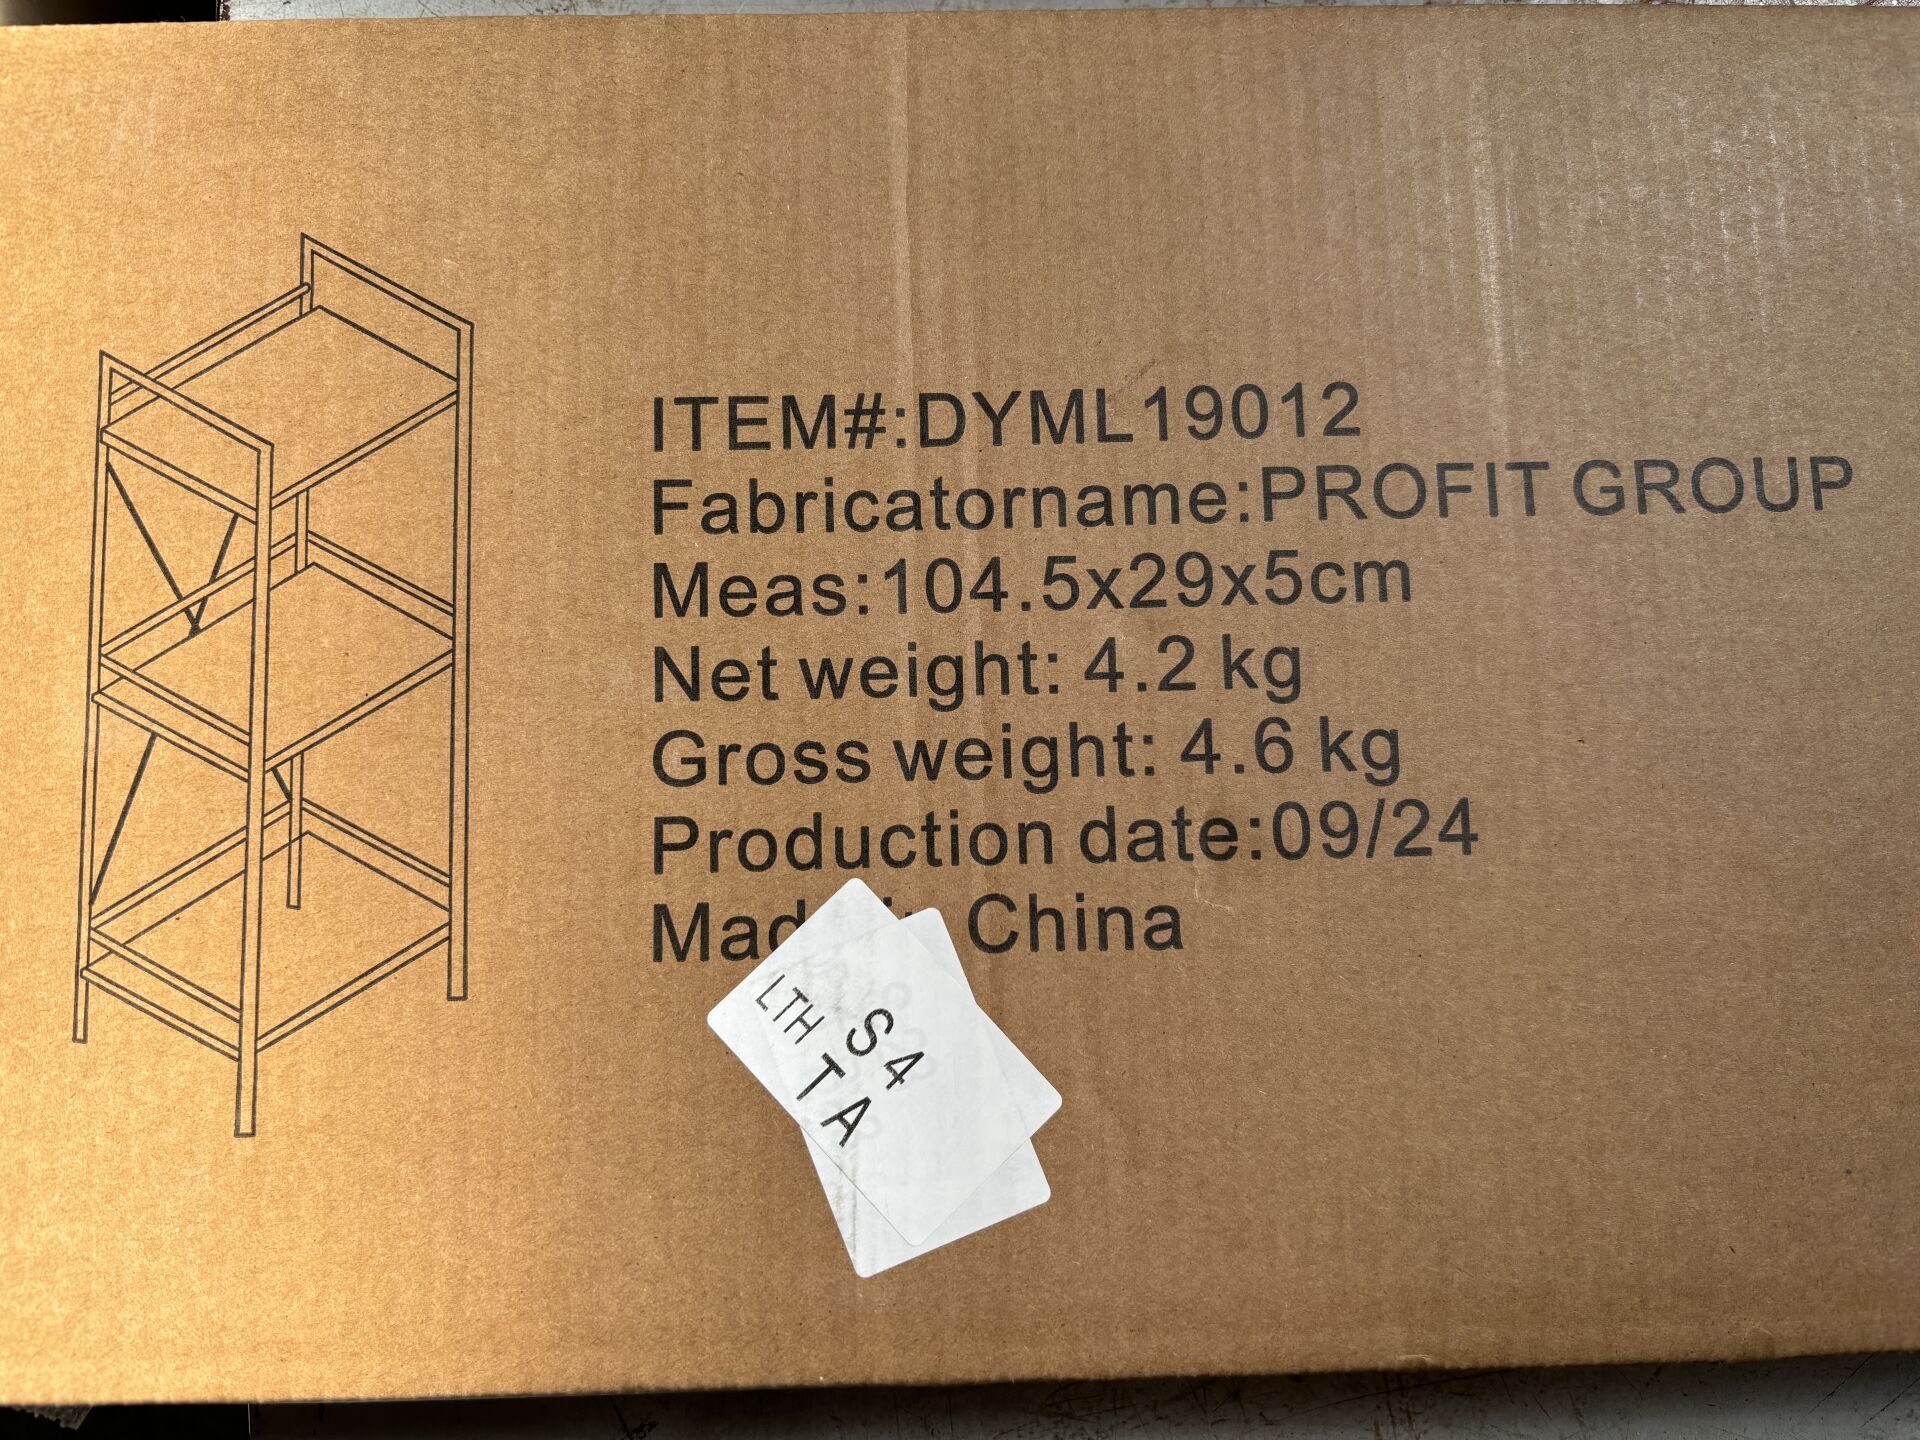 ITEM#:DYML19012
Fabricatorname:PROFIT GROUP
Meas:104.5x29x5cm
Net weight: 4.2 kg
Gross weight: 4.6 kg
Production date:09/24
China
LTH S4
TA